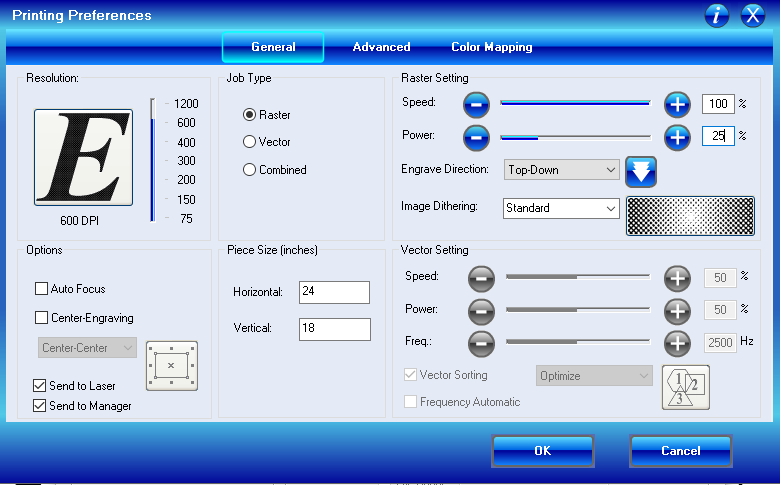 Printing Preferences
i X
General Advanced Color Mapping
Resolution:
E
600 DPI
1200
600
400
300
200
150
75
Job Type
Raster
Vector
Combined
Raster Setting
Speed: 100 %
Power: 25 %
Engrave Direction: Top-Down
Image Dithering: Standard
Options
Auto Focus
Center-Engraving
Center-Center
Send to Laser
Send to Manager
Piece Size (inches)
Horizontal: 24
Vertical: 18
Vector Setting
Speed: 50 %
Power: 50 %
Freq.: 2500 Hz
Vector Sorting Optimize
1 2
3
Frequency Automatic
OK Cancel